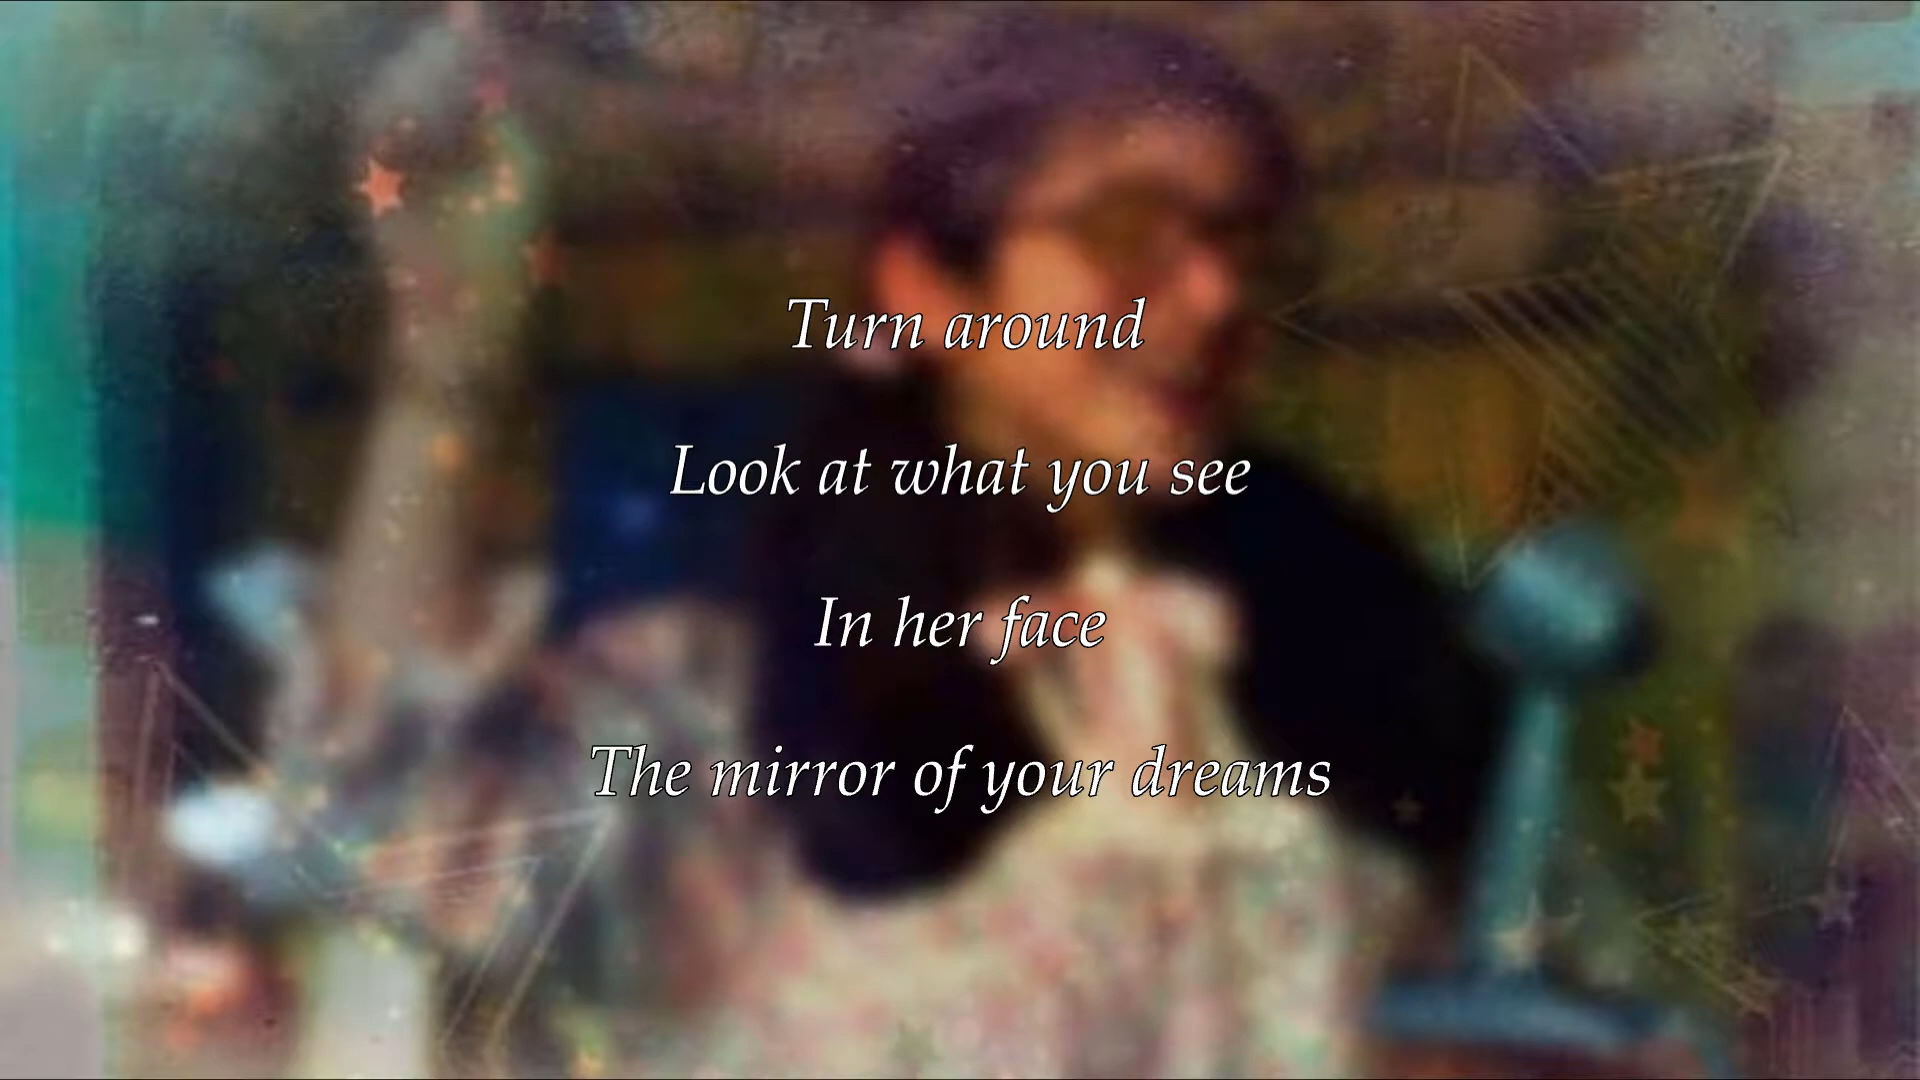 Turn around
Look at what you see
In her face
The mirror of your dreams